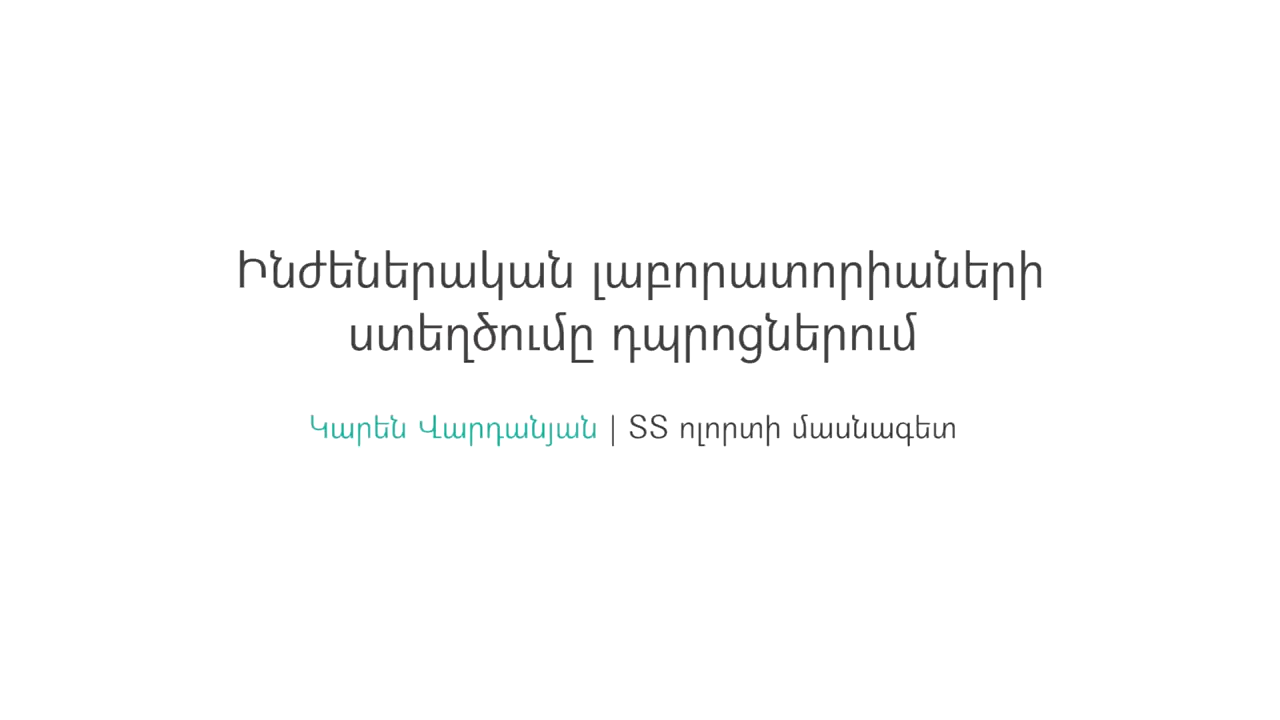 Ինժեներական լաբորատորիաների
ստեղծումը դպրոցներում
Կարեն Վարդանյան | ՏՏ ոլորտի մասնագետ